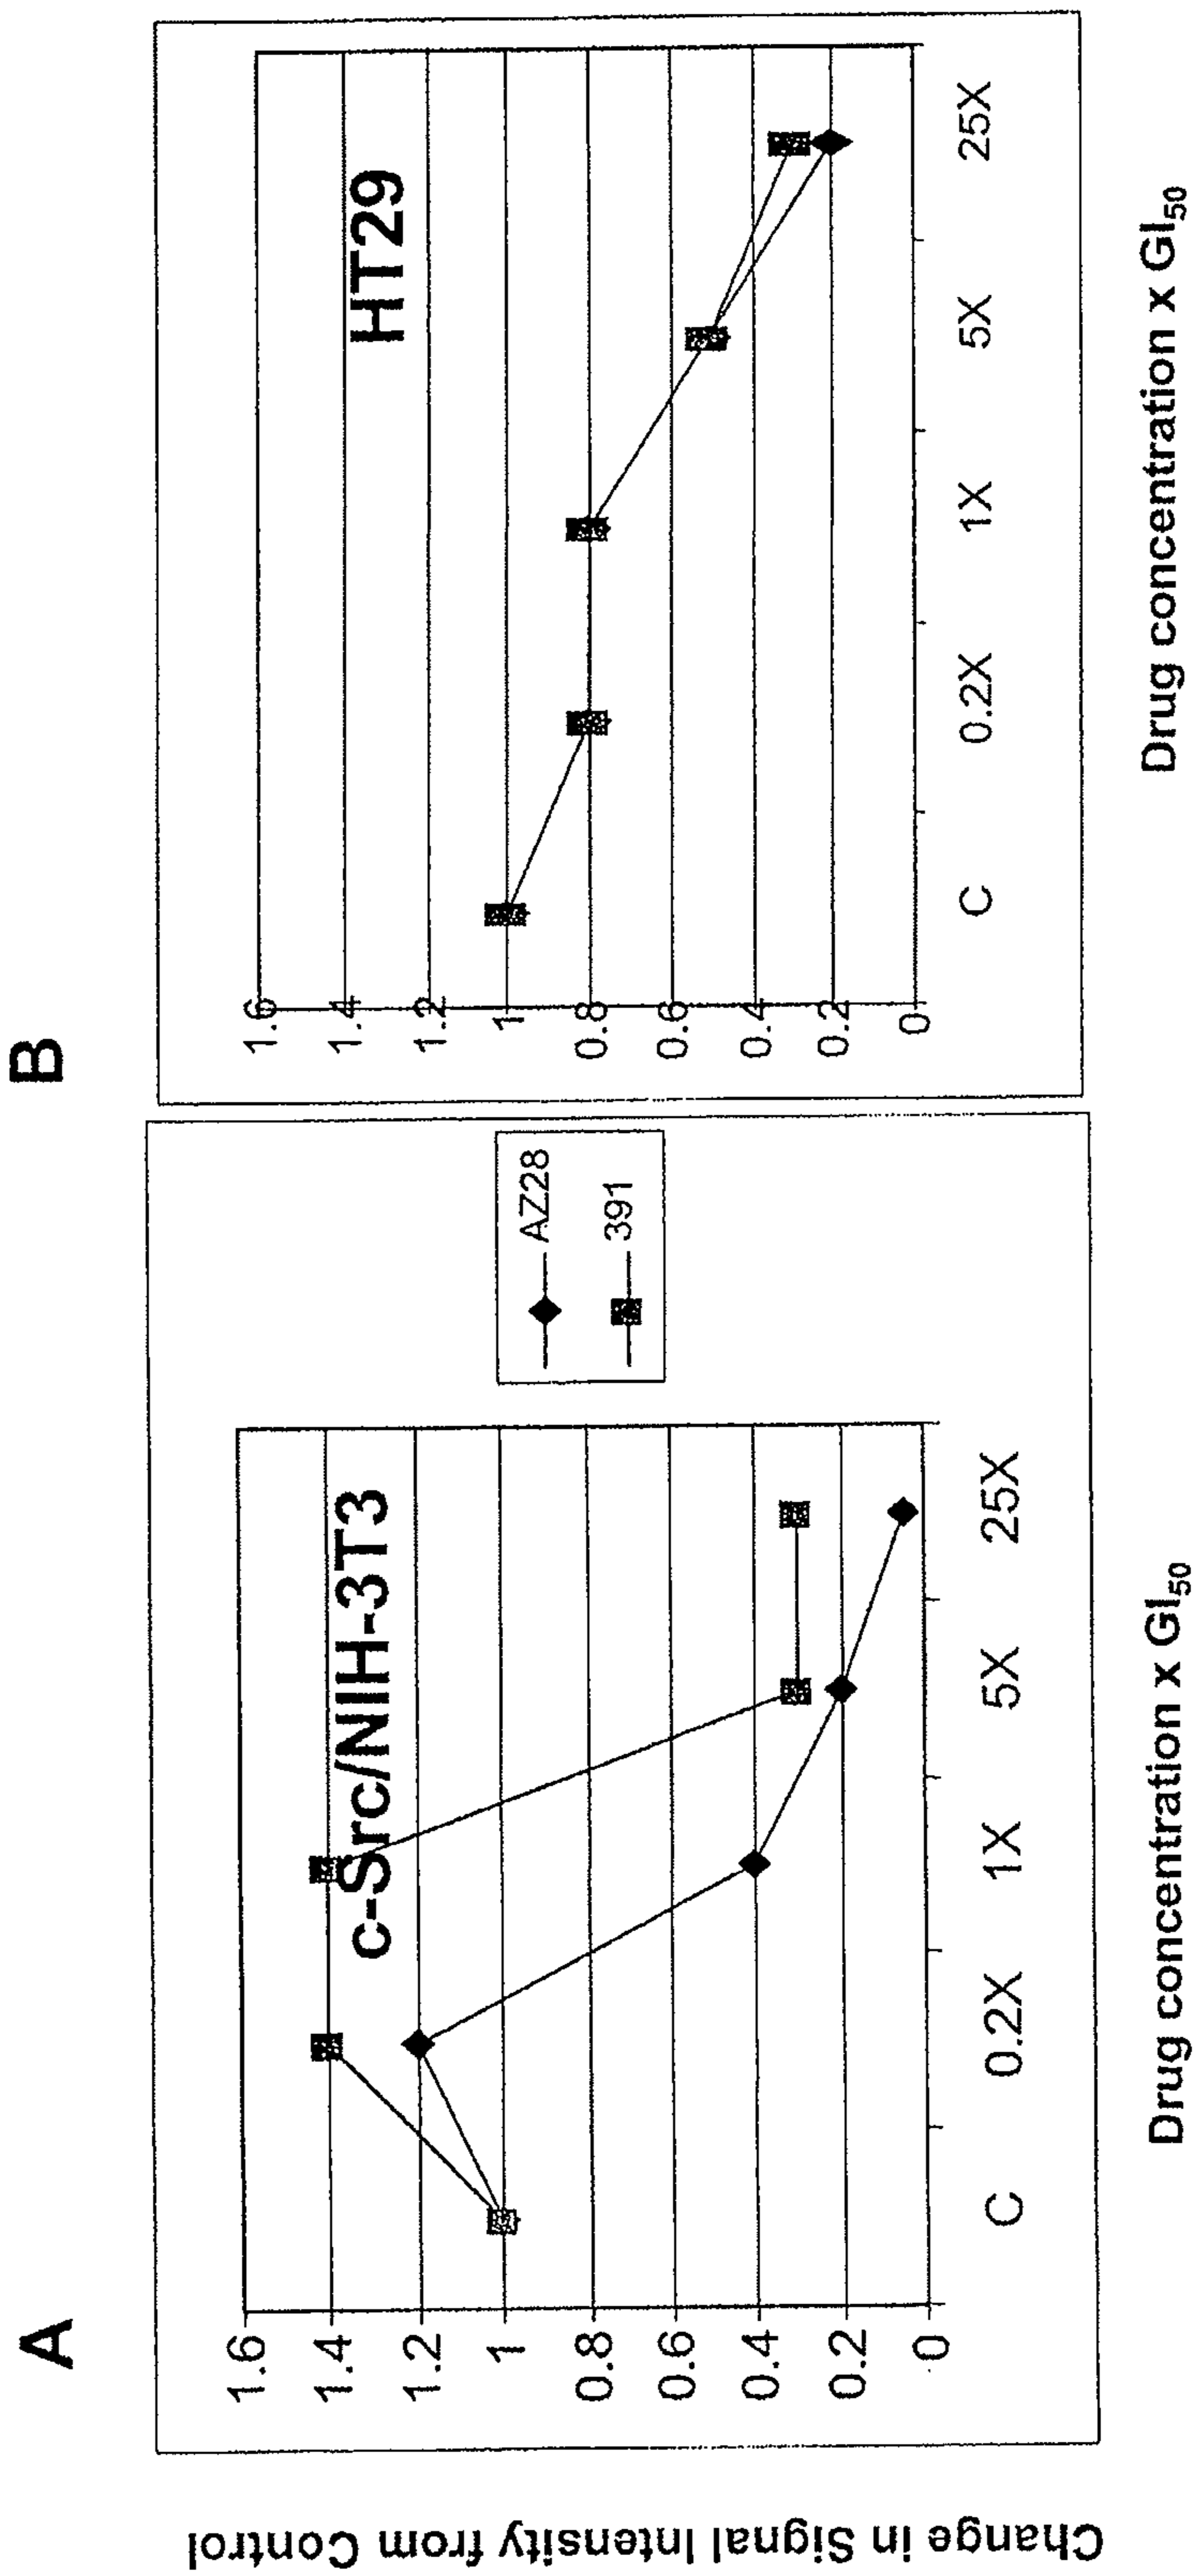 A
c-Src/NIH-3T3
1.6
1.4
1.2
1
0.8
0.6
0.4
0.2
0
C
0.2X
1X
5X
25X
AZ28
391
Change in Signal Intensity from Control
Drug concentration x GI50
B
HT29
1.6
1.4
1.2
1
0.8
0.6
0.4
0.2
0
C
0.2X
1X
5X
25X
Drug concentration x GI50